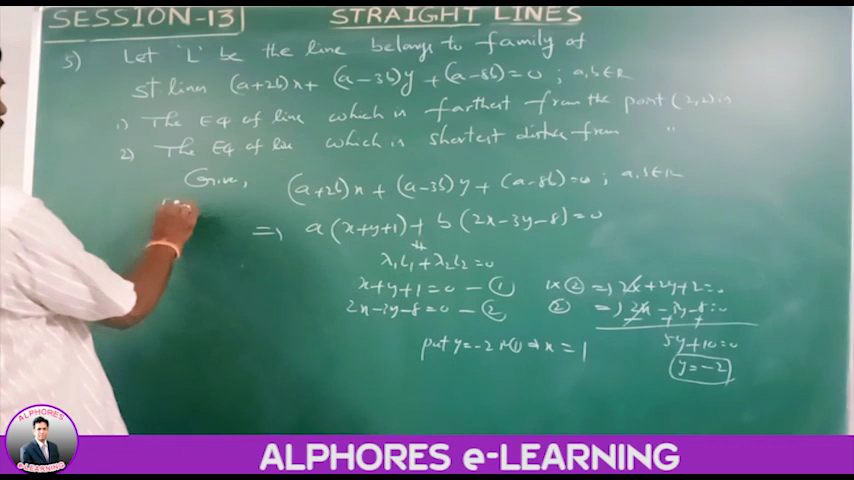 SESSION-13 STRAIGHT LINES
5) Let 'L' be the line belongs to family of
st lines (a+2b)x + (a-3b)y + (a-8b)=0 ; a,b∈R
1) The EQ of line which is farthest from the point (2,2) is
2) The EQ of line which is shortest distance from "
Given, (a+2b)x + (a-3b)y + (a-8b)=0 ; a,b∈R
=> a(x+y+1) + b(2x-3y-8)=0
λ₁L₁+λ₂L₂=0
x+y+1=0 - ① 1x② => 2x+2y+2=0
2x-3y-8=0 - ② ② => 2x-3y-8=0
5y+10=0
put y=-2 in ① => x = 1
y=-2
ALPHORES
e-LEARNING
ALPHORES e-LEARNING